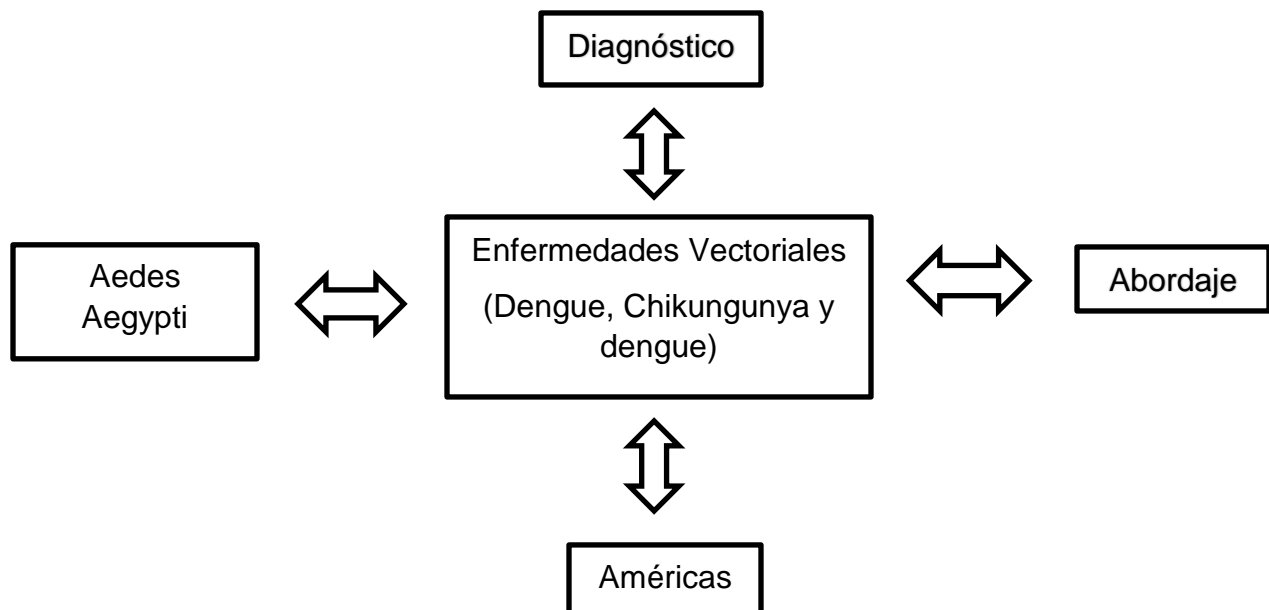 Diagnóstico
Enfermedades Vectoriales
(Dengue, Chikungunya y
dengue)
Aedes
Aegypti
Abordaje
Américas